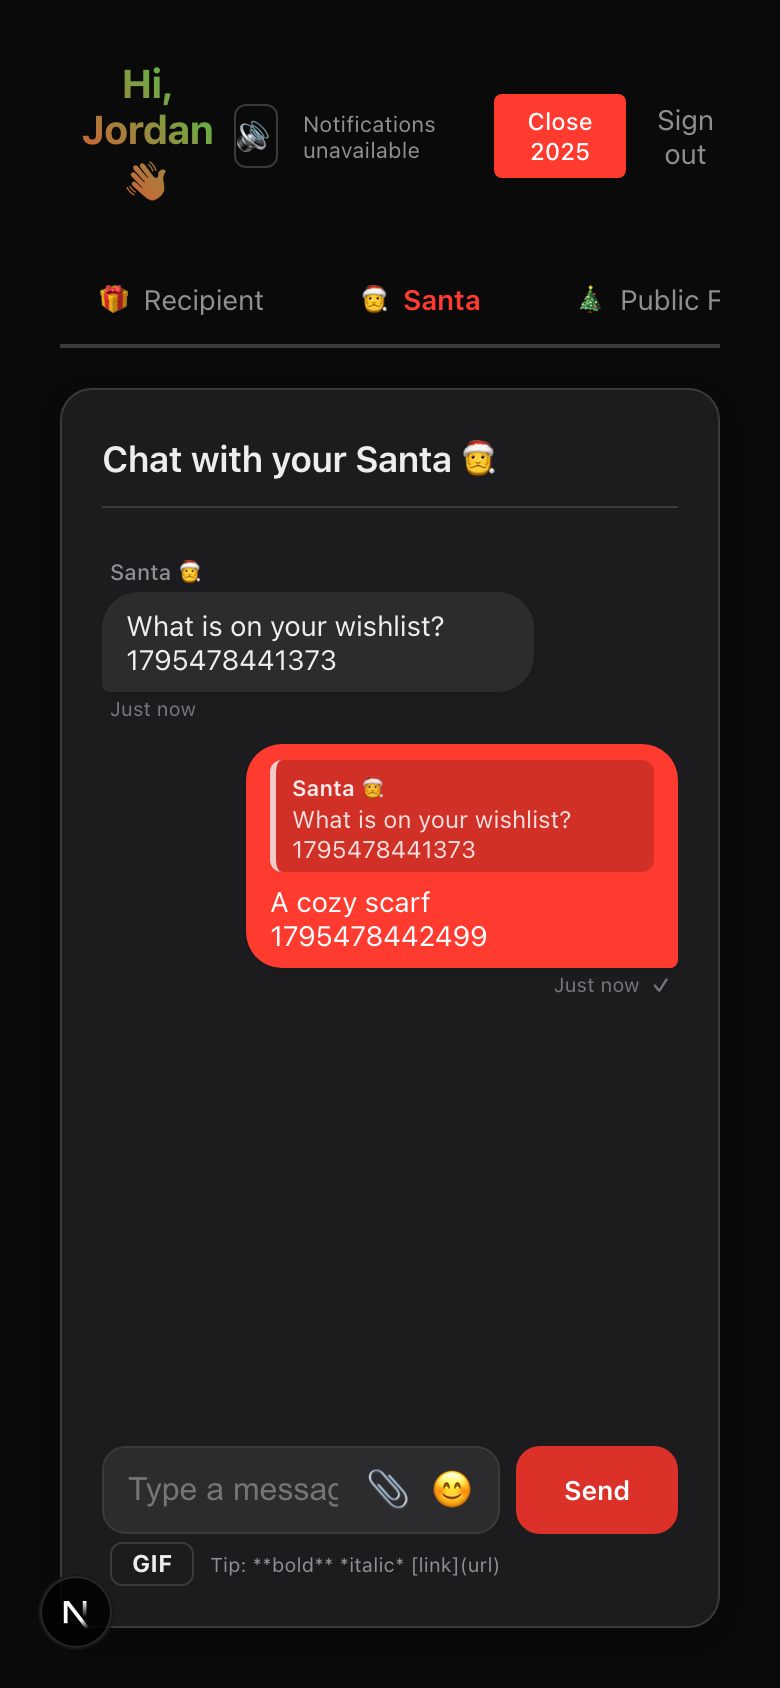 Hi,
Jordan
👋
🔊
Notifications
unavailable
Close
2025
Sign
out
🎁 Recipient
🧑‍🎄 Santa
🎄 Public F
Chat with your Santa 🧑‍🎄
Santa 🧑‍🎄
What is on your wishlist?
1795478441373
Just now
Santa 🧑‍🎄
What is on your wishlist?
1795478441373
A cozy scarf
1795478442499
Just now ✓
Type a messag
Send
GIF
Tip: **bold** *italic* [link](url)
N